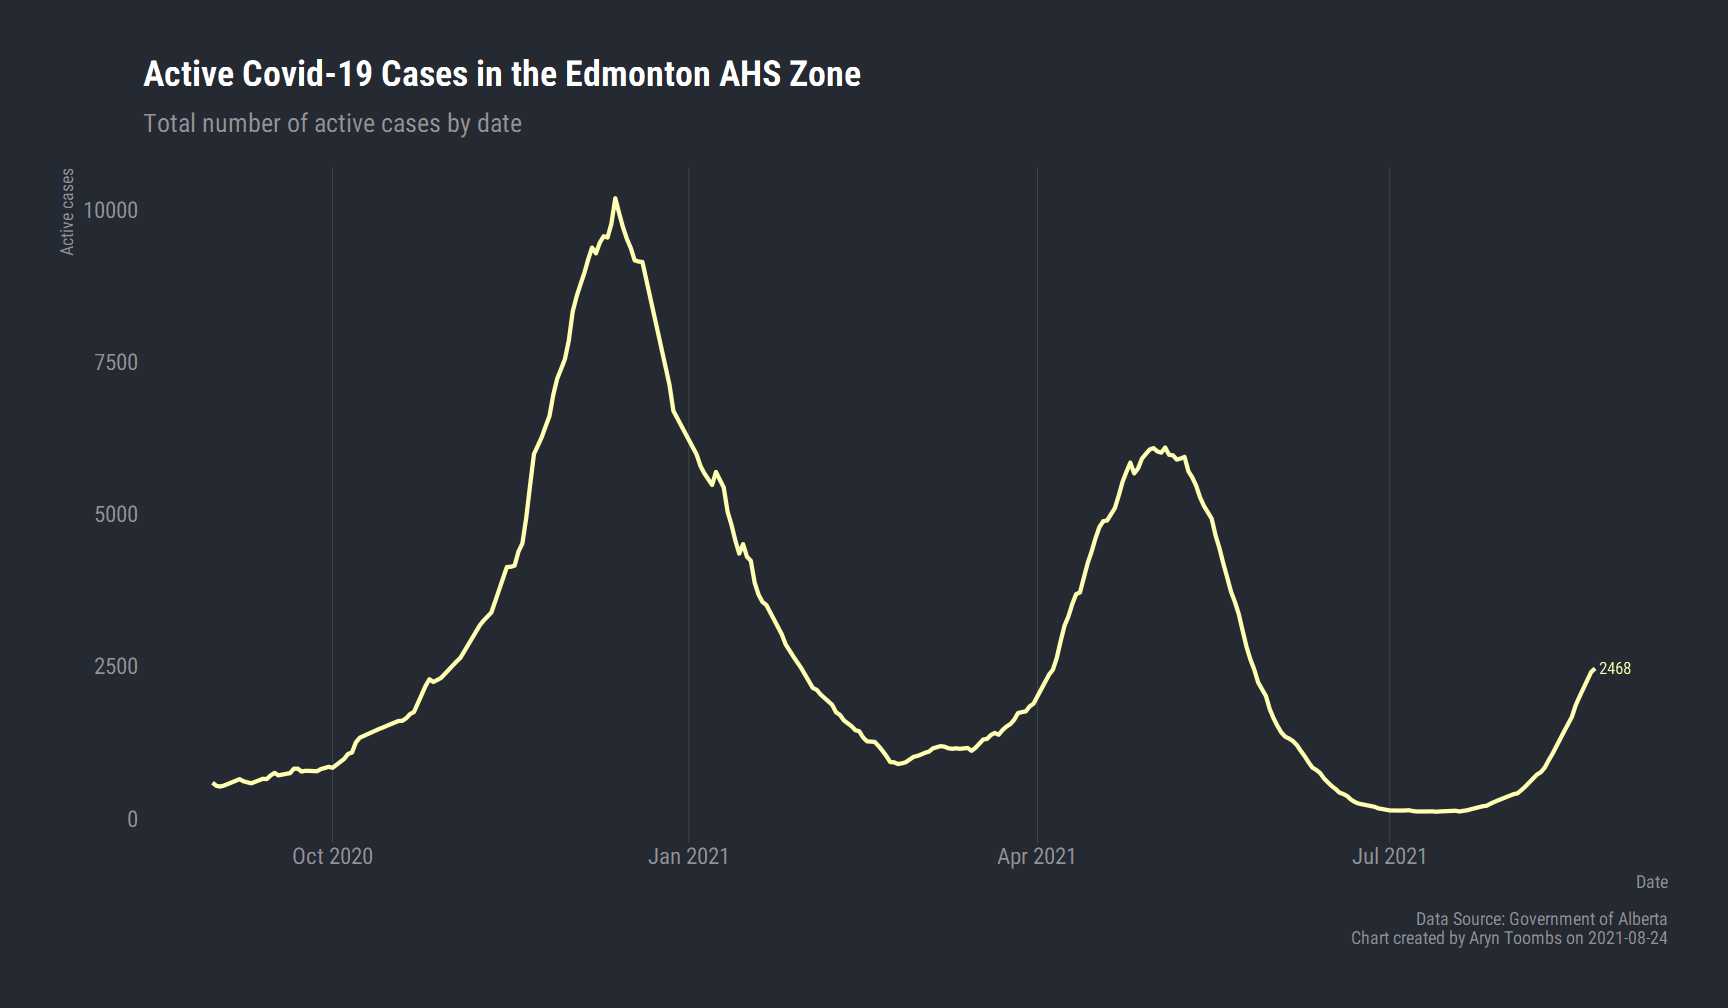 Active Covid-19 Cases in the Edmonton AHS Zone
Total number of active cases by date
Active cases
10000
7500
5000
2500
0
2468
Oct 2020
Jan 2021
Apr 2021
Jul 2021
Date
Data Source: Government of Alberta
Chart created by Aryn Toombs on 2021-08-24